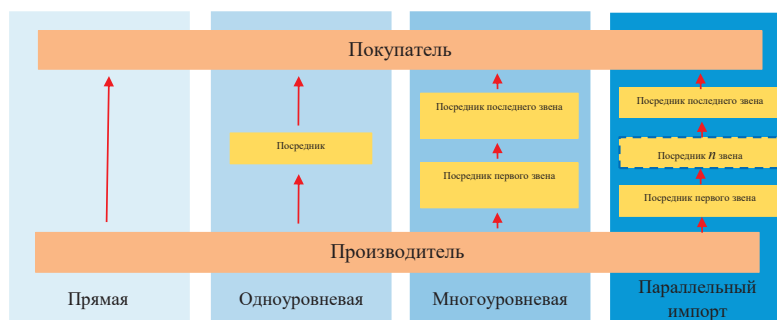 Покупатель
Посредник последнего звена
Посредник последнего звена
Посредник
Посредник n звена
Посредник первого звена
Посредник первого звена
Производитель
Прямая
Одноуровневая
Многоуровневая
Параллельный
импорт